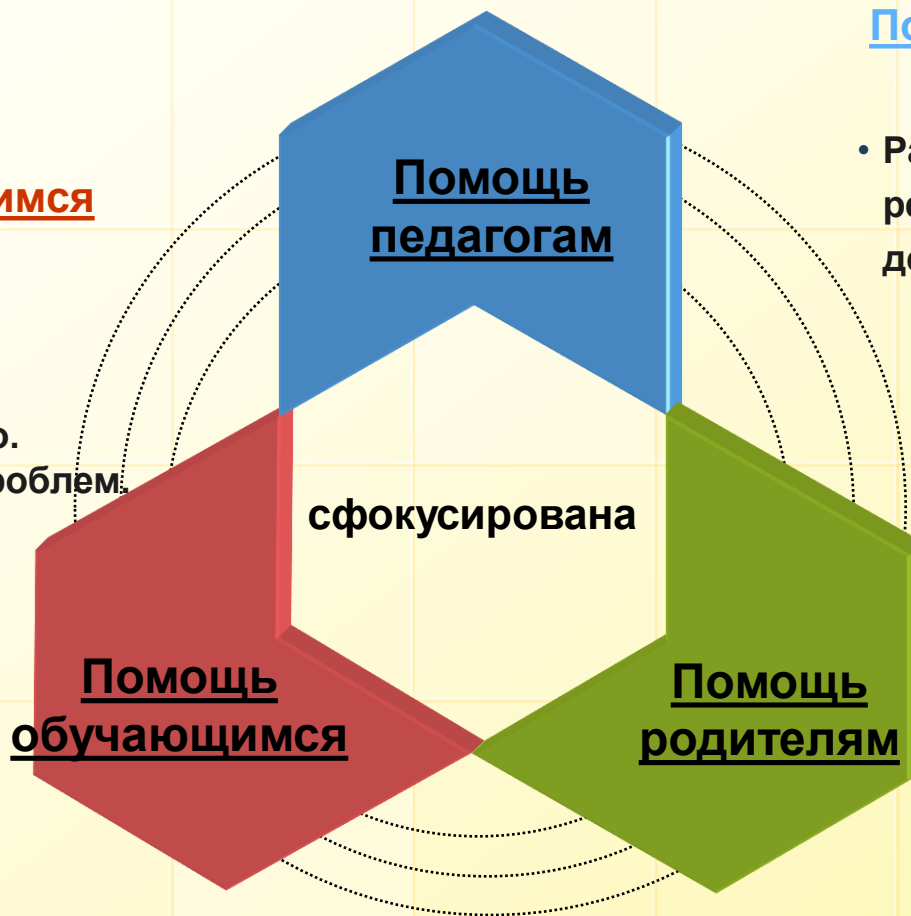 Помощь
педагогам
сфокусирована
Помощь
обучающимся
Помощь
родителям